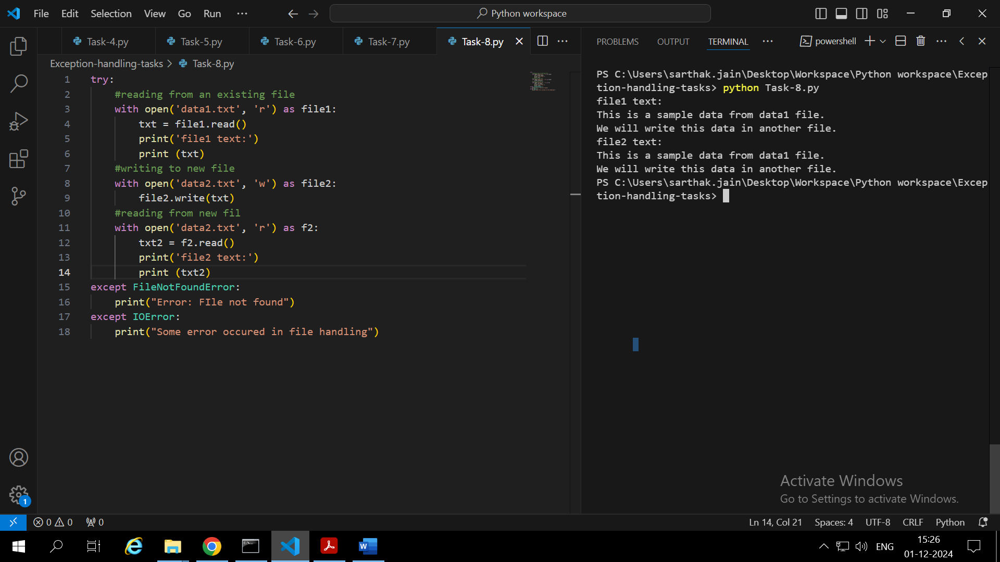 File Edit Selection View Go Run ··· Python workspace
Task-4.py Task-5.py Task-6.py Task-7.py Task-8.py
Exception-handling-tasks > Task-8.py
1 try:
2 #reading from an existing file
3 with open('data1.txt', 'r') as file1:
4 txt = file1.read()
5 print('file1 text:')
6 print (txt)
7 #writing to new file
8 with open('data2.txt', 'w') as file2:
9 file2.write(txt)
10 #reading from new fil
11 with open('data2.txt', 'r') as f2:
12 txt2 = f2.read()
13 print('file2 text:')
14 print (txt2)
15 except FileNotFoundError:
16 print("Error: FIle not found")
17 except IOError:
18 print("Some error occured in file handling")
PROBLEMS OUTPUT TERMINAL ··· powershell
PS C:\Users\sarthak.jain\Desktop\Workspace\Python workspace\Excep
tion-handling-tasks> python Task-8.py
file1 text:
This is a sample data from data1 file.
We will write this data in another file.
file2 text:
This is a sample data from data1 file.
We will write this data in another file.
PS C:\Users\sarthak.jain\Desktop\Workspace\Python workspace\Excep
tion-handling-tasks>
Activate Windows
Go to Settings to activate Windows.
1
0 0 0 Ln 14, Col 21 Spaces: 4 UTF-8 CRLF Python
ENG 15:26
01-12-2024